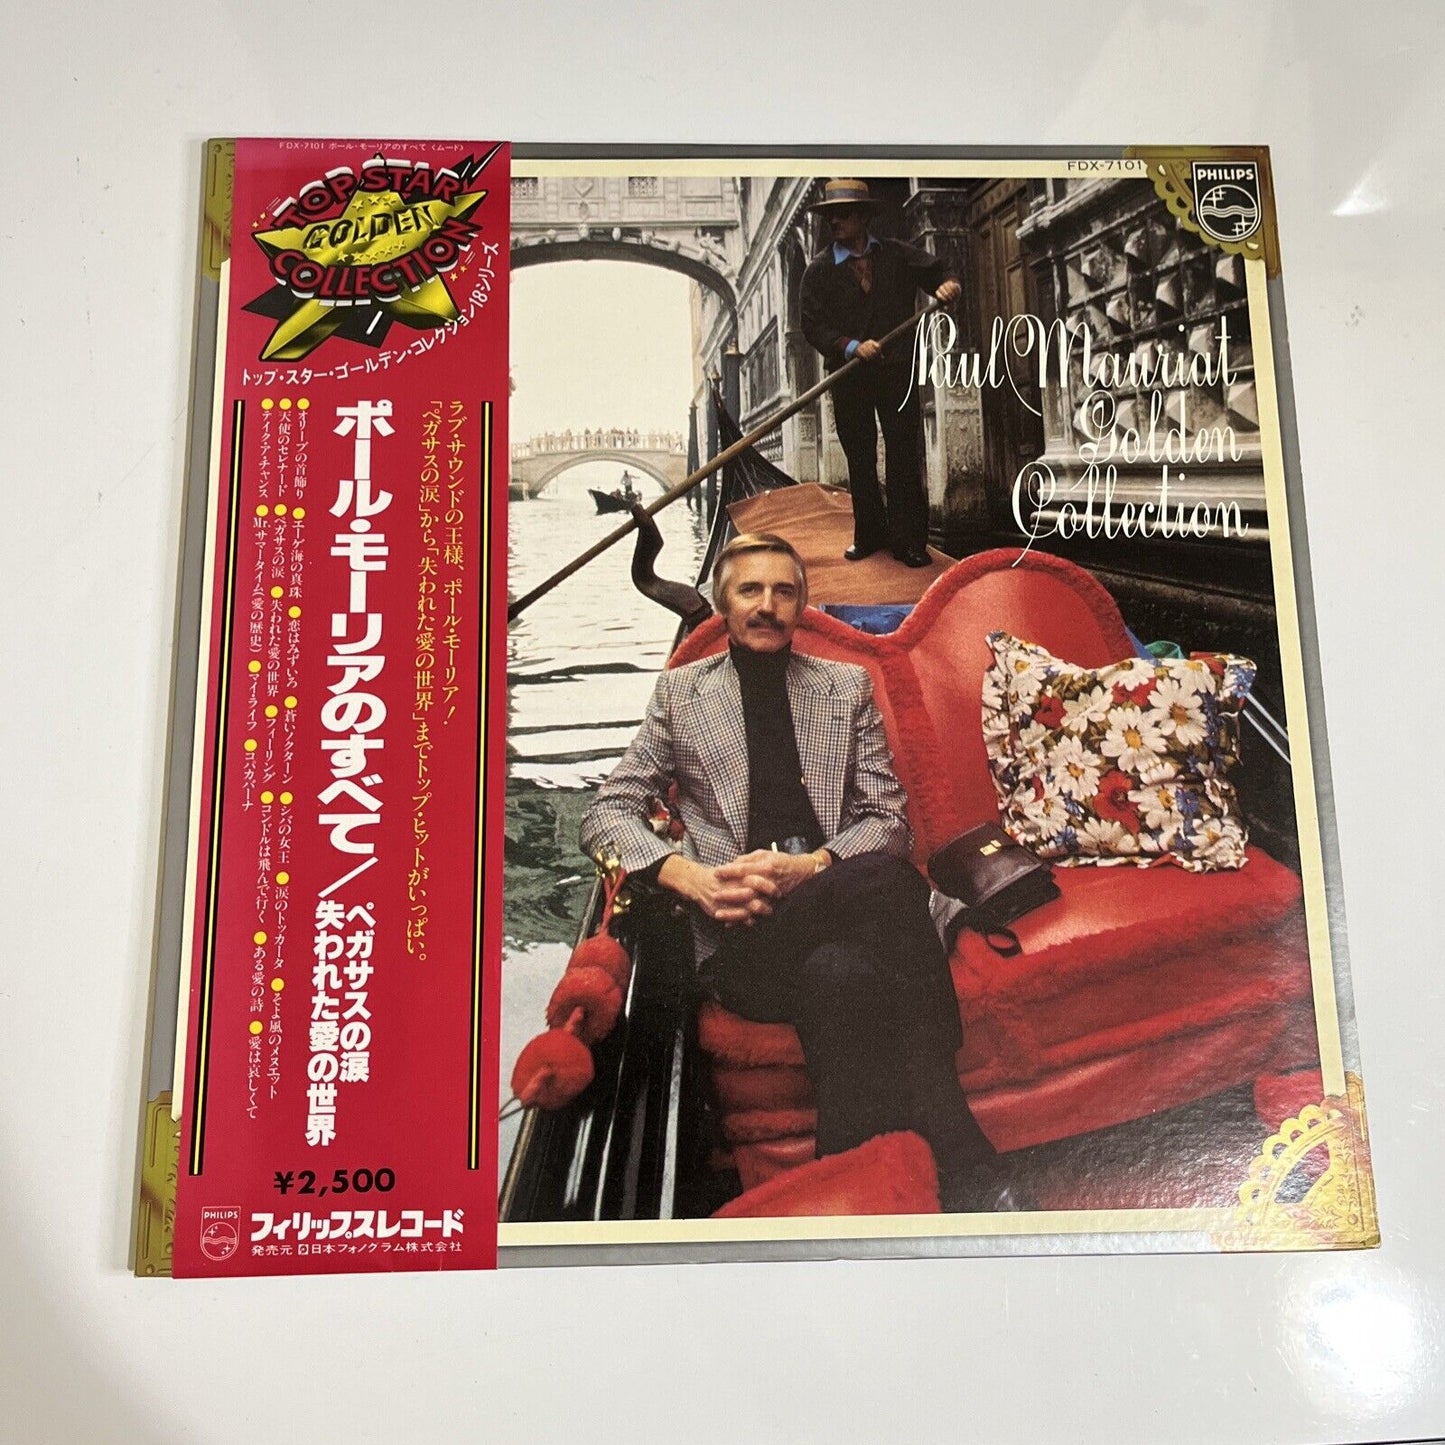 FDX-7101 ポール・モーリアのすべて〈ムード〉
TOP STAR
GOLDEN
COLLECTION
トップ・スター・ゴールデン・コレクション18・シリーズ
ラブ・サウンドの王様、ポール・モーリア!
「ペガサスの涙」から「失われた愛の世界」までトップ・ヒットがいっぱい。
ポール・モーリアのすべて/ペガサスの涙
失われた愛の世界
●オリーブの首飾り ●エーゲ海の真珠 ●恋はみずいろ ●蒼いノクターン ●シバの女王 ●涙のトッカータ ●そよ風のメヌエット
●天使のセレナード ●ペガサスの涙 ●失われた愛の世界 ●フィーリング ●コンドルは飛んで行く ●ある愛の詩 ●愛は哀しくて
●テイク・ア・チャンス ●Mr.サマータイム(愛の歴史) ●マイ・ライフ ●コパカバーナ
¥2,500
PHILIPS
フィリップスレコード
発売元 日本フォノグラム株式会社
FDX-7101
PHILIPS
Paul Mauriat
Golden
Collection